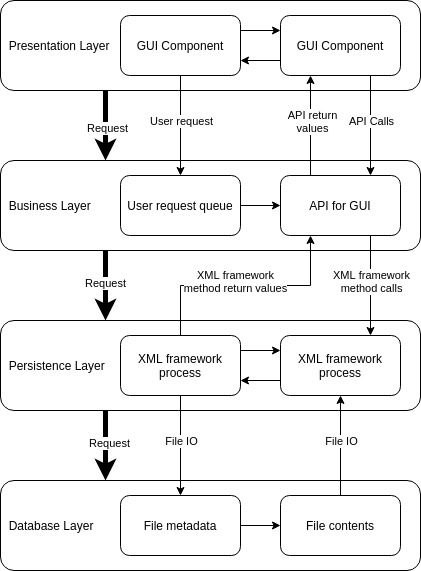 Presentation Layer
GUI Component
GUI Component
Request
User request
API return
values
API Calls
Business Layer
User request queue
API for GUI
Request
XML framework
method return values
XML framework
method calls
Persistence Layer
XML framework
process
XML framework
process
Request
File IO
File IO
Database Layer
File metadata
File contents